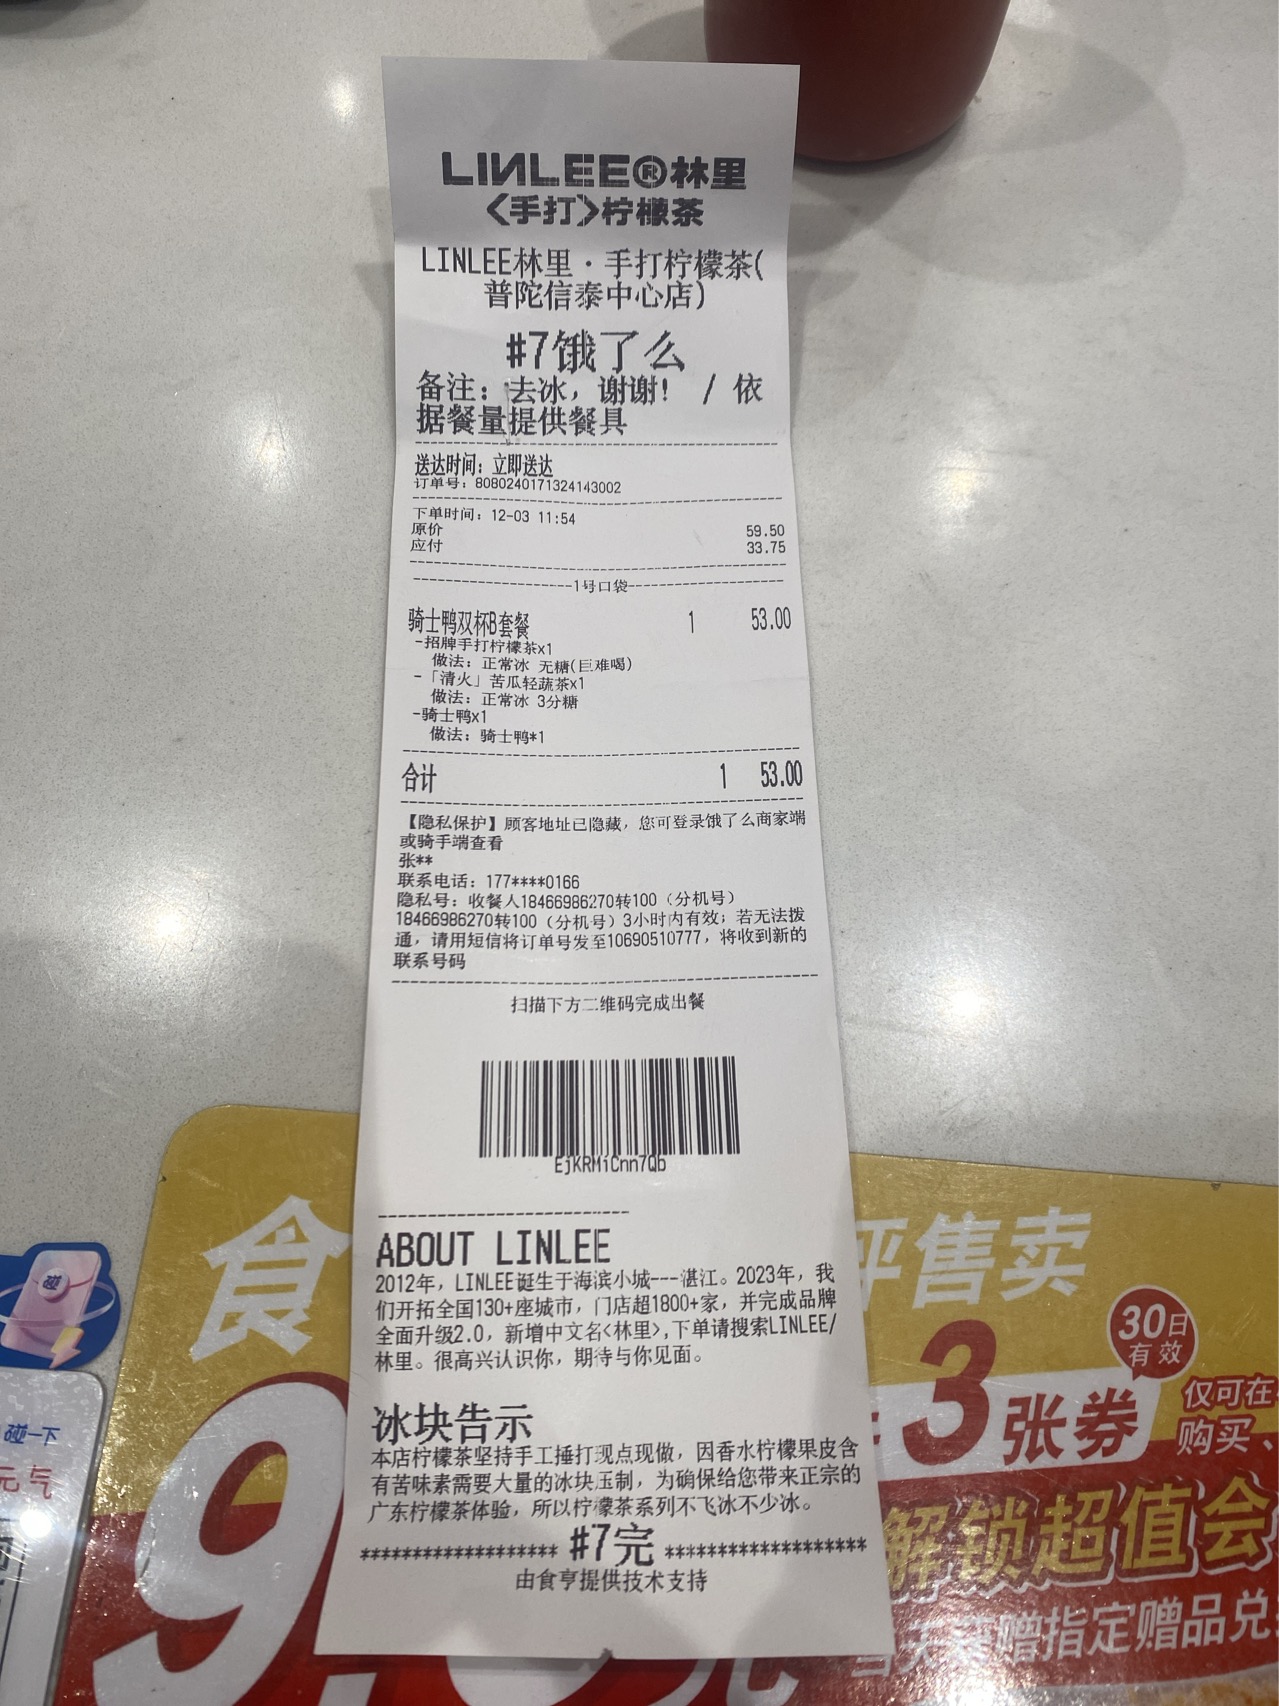 LINLEE®林里
<手打>柠檬茶
LINLEE林里·手打柠檬茶(
普陀信泰中心店)
#7饿了么
备注：去冰，谢谢！ / 依
据餐量提供餐具
送达时间：立即送达
订单号：8080240171324143002
下单时间：12-03 11:54
原价 59.50
应付 33.75
1号口袋
骑士鸭双杯B套餐 1 53.00
-招牌手打柠檬茶x1
做法：正常冰 无糖(巨难喝)
-「清火」苦瓜轻蔬茶x1
做法：正常冰 3分糖
-骑士鸭x1
做法：骑士鸭*1
合计 1 53.00
【隐私保护】顾客地址已隐藏，您可登录饿了么商家端
或骑手端查看
张**
联系电话：177****0166
隐私号：收餐人18466986270转100（分机号）
18466986270转100（分机号）3小时内有效；若无法拨
通，请用短信将订单号发至10690510777，将收到新的
联系号码
扫描下方二维码完成出餐
EjKRMiCnn7Qb
ABOUT LINLEE
2012年，LINLEE诞生于海滨小城---湛江。2023年，我
们开拓全国130+座城市，门店超1800+家，并完成品牌
全面升级2.0，新增中文名<林里>,下单请搜索LINLEE/
林里。很高兴认识你，期待与你见面。
冰块告示
本店柠檬茶坚持手工捶打现点现做，因香水柠檬果皮含
有苦味素需要大量的冰块压制，为确保给您带来正宗的
广东柠檬茶体验，所以柠檬茶系列不飞冰不少冰。
******************* #7完 *******************
由食亨提供技术支持
食
售卖
9.
3张券
30日
有效
仅可在
购买、
解锁超值会
赠指定赠品兑
碰一下
元气